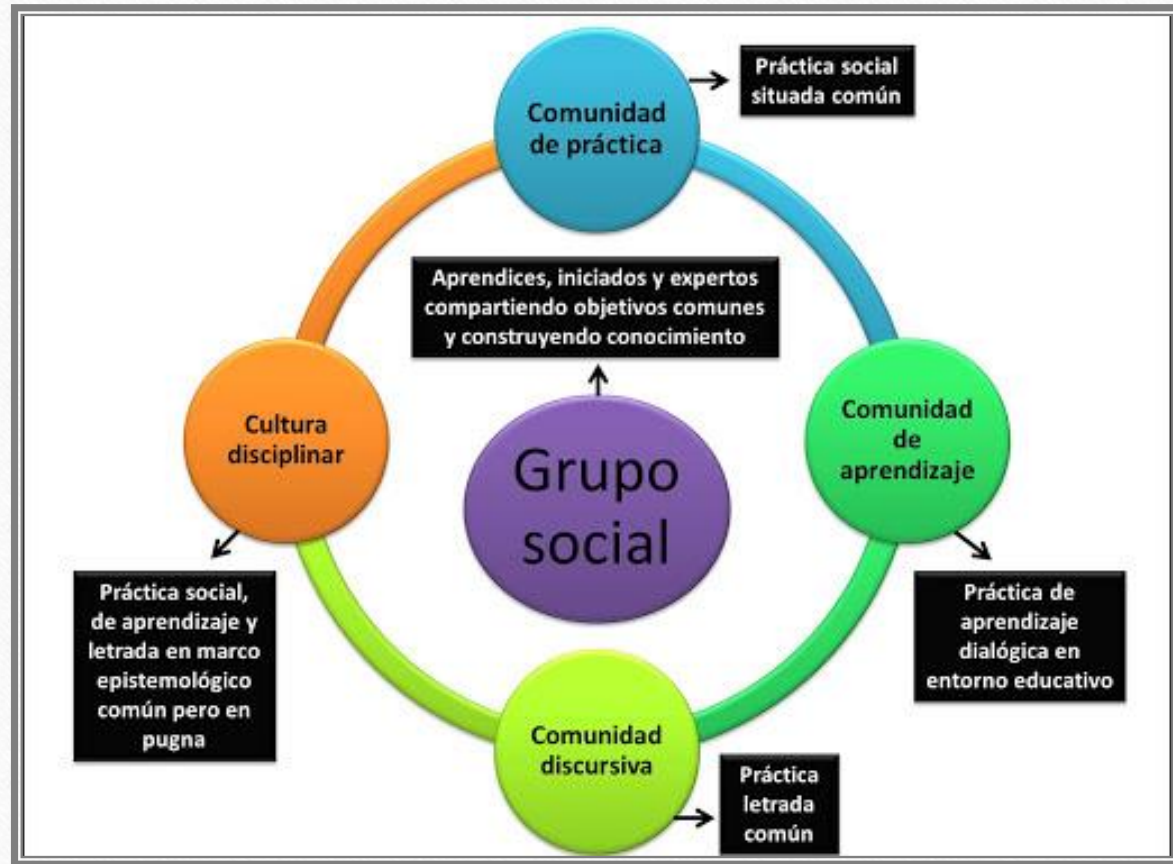 Comunidad
de práctica
Práctica social
situada común
Aprendices, iniciados y expertos
compartiendo objetivos comunes
y construyendo conocimiento
Cultura
disciplinar
Grupo
social
Comunidad
de
aprendizaje
Práctica social,
de aprendizaje y
letrada en marco
epistemológico
común pero en
pugna
Práctica de
aprendizaje
dialógica en
entorno educativo
Comunidad
discursiva
Práctica
letrada
común